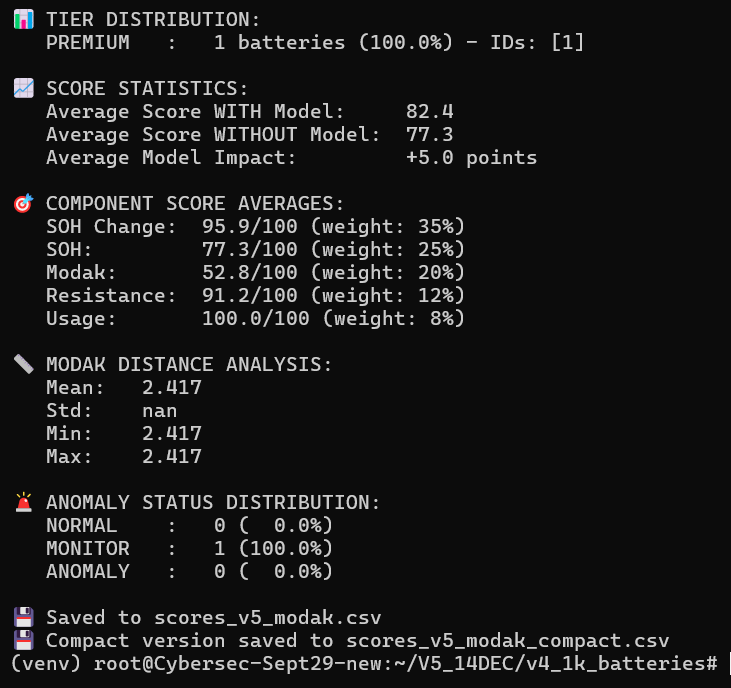 📊 TIER DISTRIBUTION:
   PREMIUM   :   1 batteries (100.0%) - IDs: [1]

📈 SCORE STATISTICS:
   Average Score WITH Model:     82.4
   Average Score WITHOUT Model:  77.3
   Average Model Impact:         +5.0 points

🎯 COMPONENT SCORE AVERAGES:
   SOH Change:  95.9/100 (weight: 35%)
   SOH:         77.3/100 (weight: 25%)
   Modak:       52.8/100 (weight: 20%)
   Resistance:  91.2/100 (weight: 12%)
   Usage:       100.0/100 (weight: 8%)

📏 MODAK DISTANCE ANALYSIS:
   Mean:   2.417
   Std:    nan
   Min:    2.417
   Max:    2.417

🚨 ANOMALY STATUS DISTRIBUTION:
   NORMAL    :   0 (  0.0%)
   MONITOR   :   1 (100.0%)
   ANOMALY   :   0 (  0.0%)

💾 Saved to scores_v5_modak.csv
💾 Compact version saved to scores_v5_modak_compact.csv
(venv) root@Cybersec-Sept29-new:~/V5_14DEC/v4_1k_batteries#